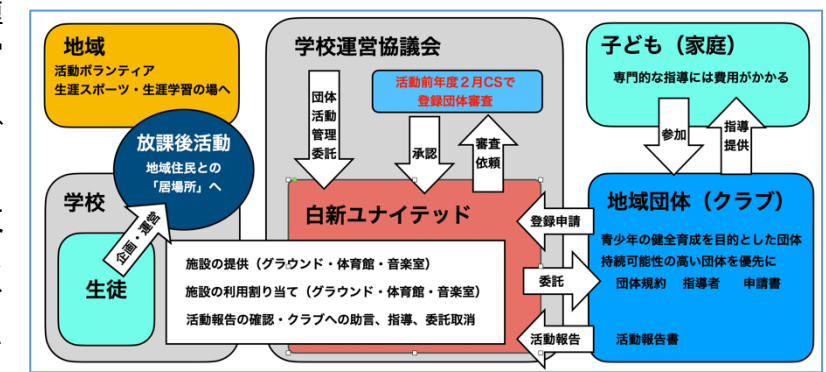 地域
活動ボランティア
生涯スポーツ・生涯学習の場へ
放課後活動
地域住民との
「居場所」へ
学校
生徒
企画・運営
学校運営協議会
団体
活動
管理
委託
活動前年度２月CSで
登録団体審査
承認
審査
依頼
白新ユナイテッド
施設の提供（グラウンド・体育館・音楽室）
施設の利用割り当て（グラウンド・体育館・音楽室）
活動報告の確認・クラブへの助言、指導、委託取消
子ども（家庭）
専門的な指導には費用がかかる
参加
指導
提供
登録申請
委託
活動報告
地域団体（クラブ）
青少年の健全育成を目的とした団体
持続可能性の高い団体を優先に
団体規約　指導者　申請書
活動報告書